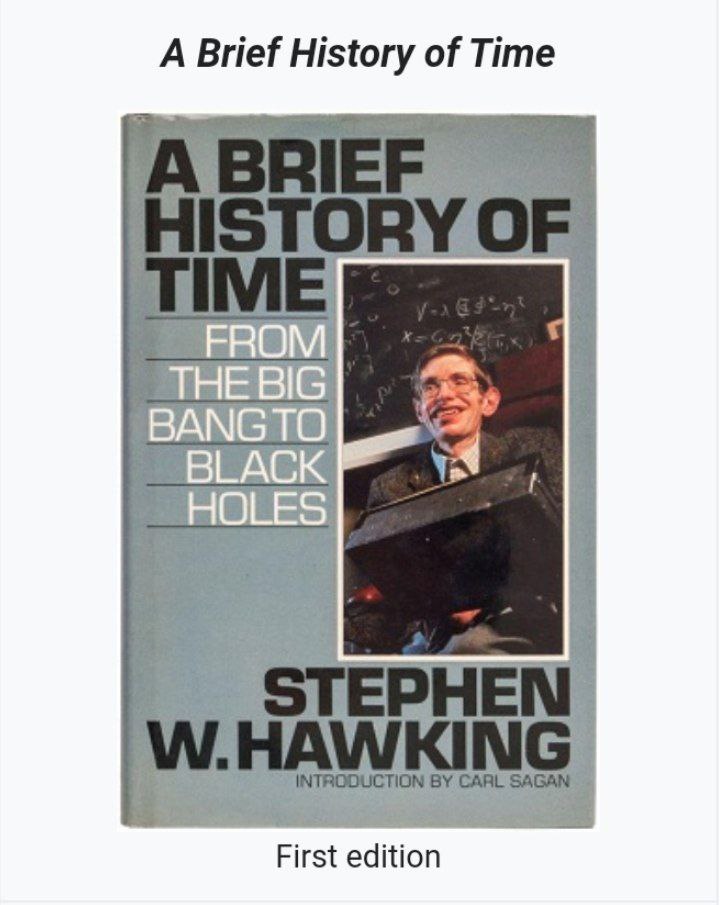 A Brief History of Time
A BRIEF
HISTORY OF
TIME
FROM
THE BIG
BANG TO
BLACK
HOLES
STEPHEN
W. HAWKING
INTRODUCTION BY CARL SAGAN
First edition